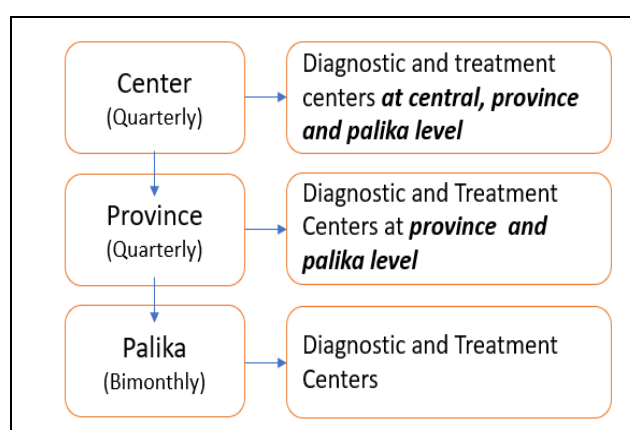 Center
(Quarterly)
Diagnostic and treatment
centers at central, province
and palika level
Province
(Quarterly)
Diagnostic and Treatment
Centers at province and
palika level
Palika
(Bimonthly)
Diagnostic and Treatment
Centers